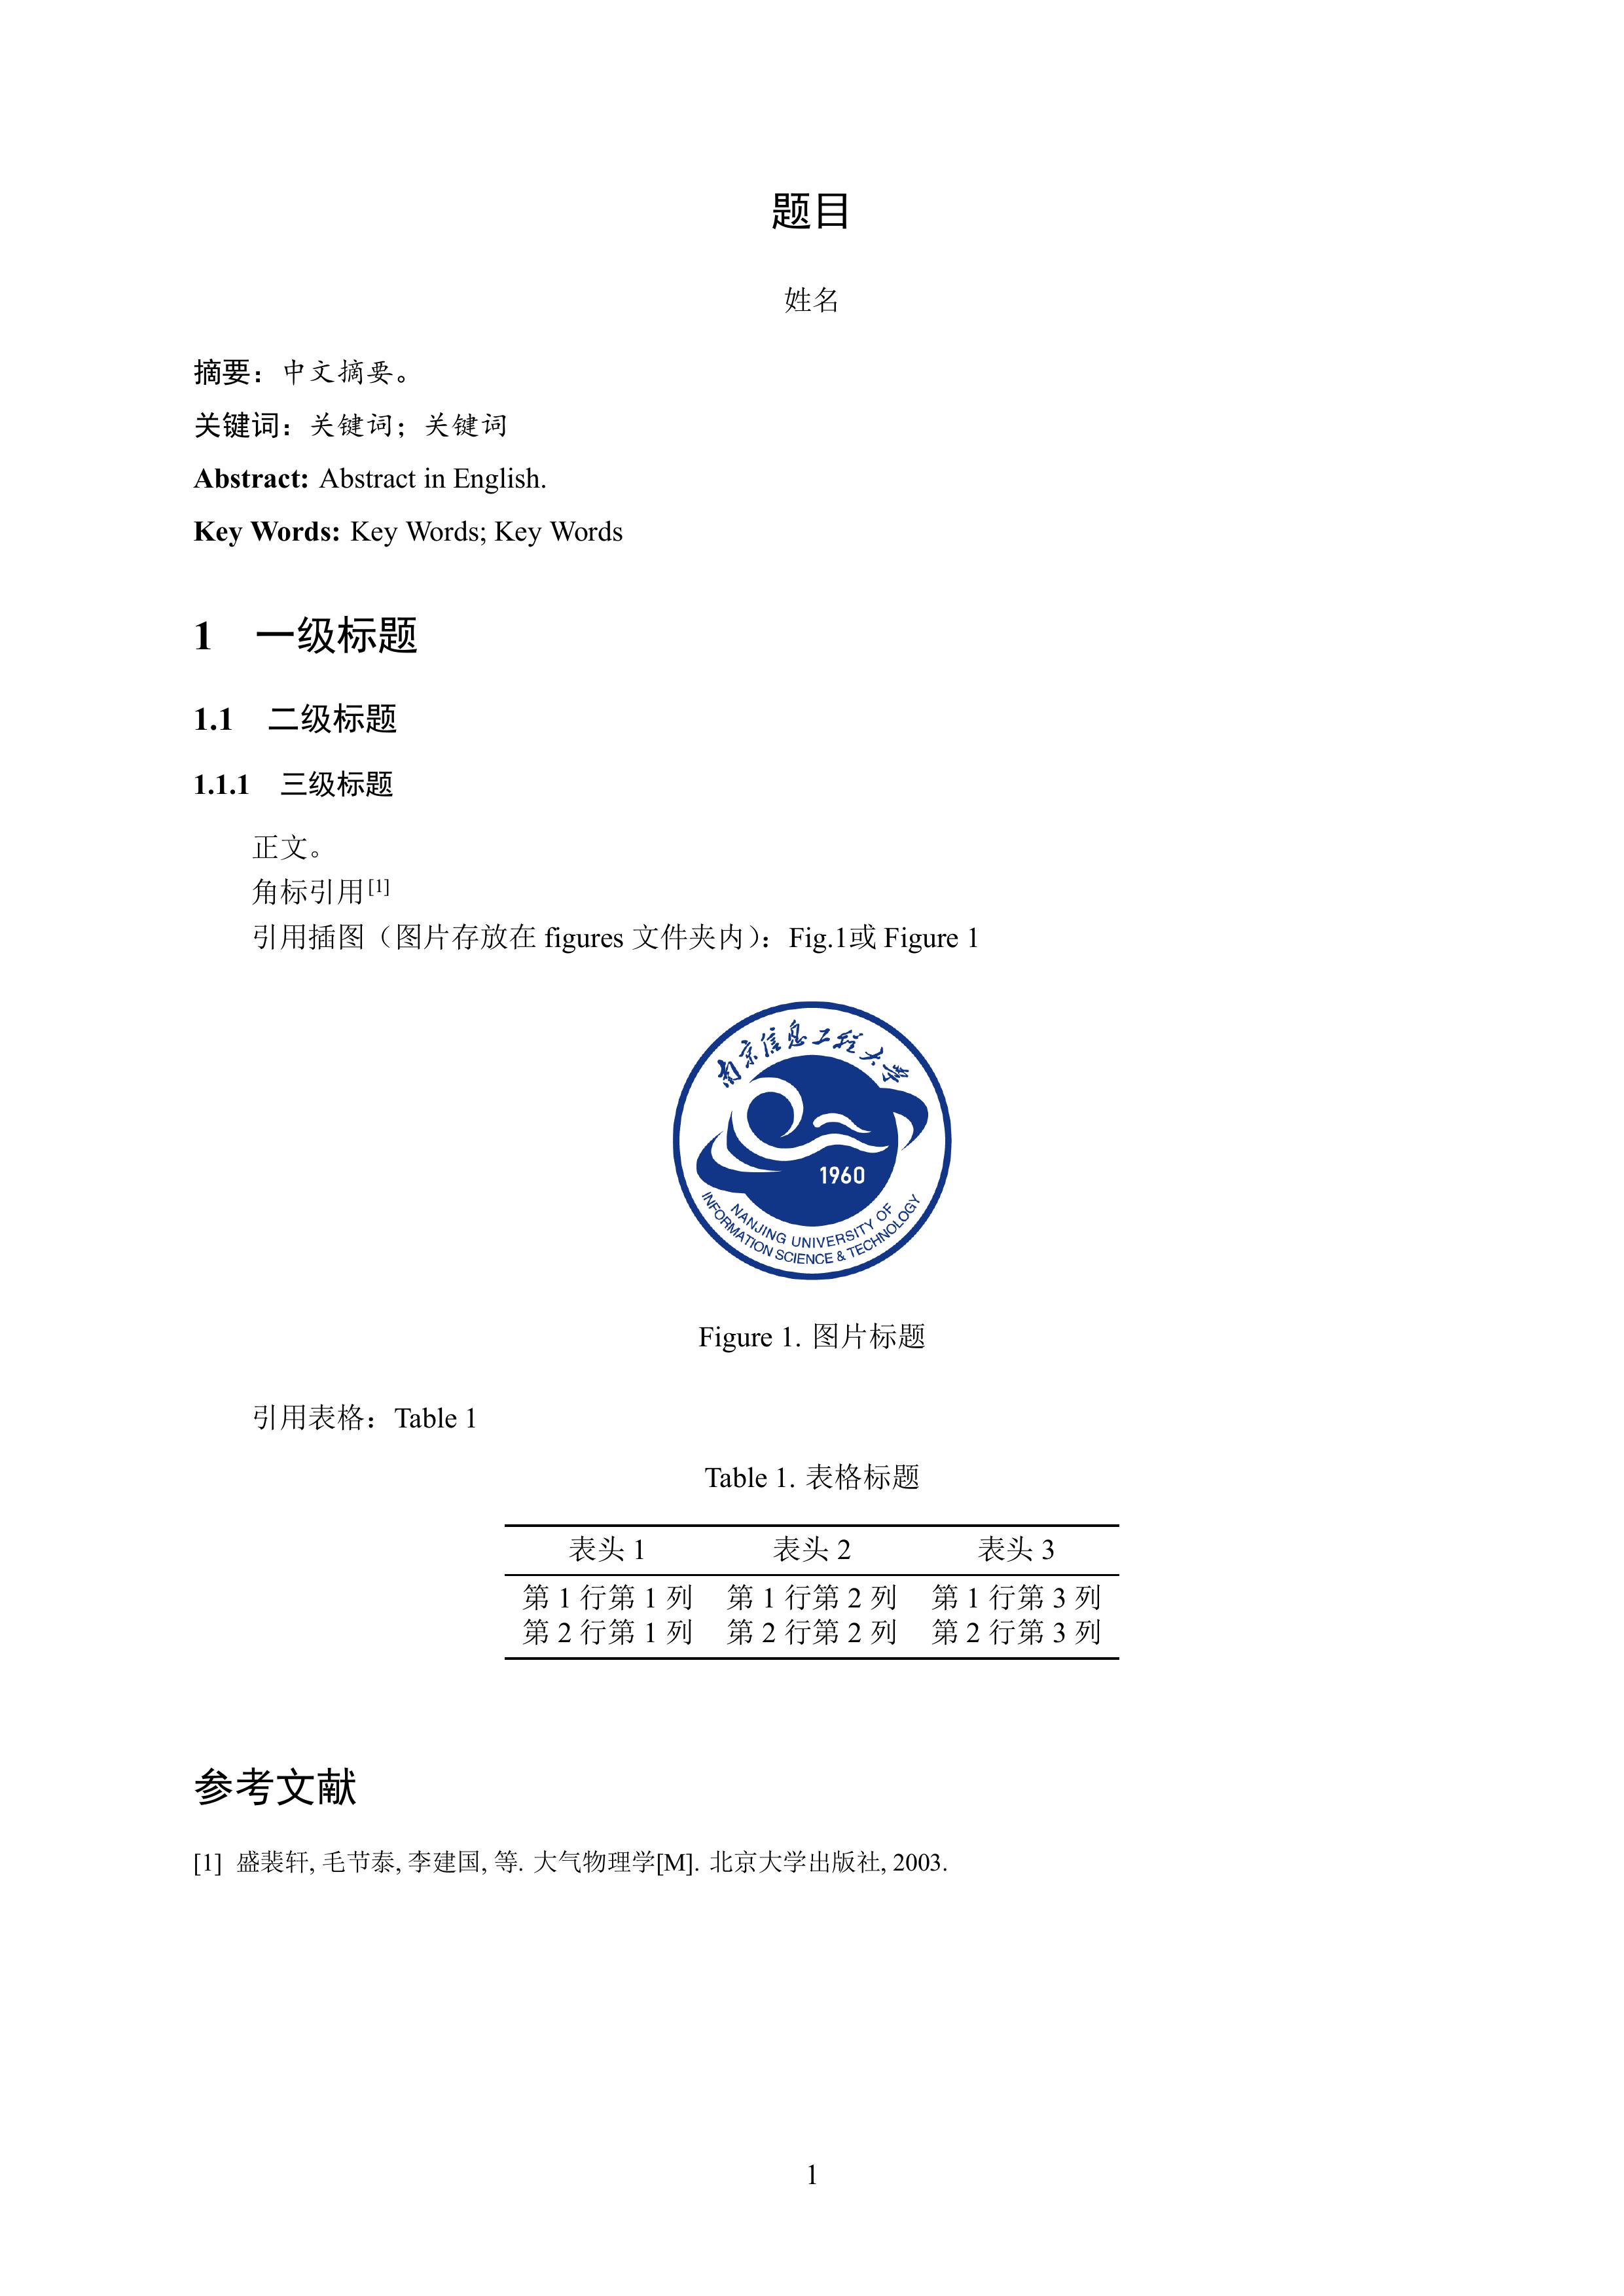 题目
姓名
摘要：中文摘要。
关键词：关键词；关键词
Abstract: Abstract in English.
Key Words: Key Words; Key Words
1 一级标题
1.1 二级标题
1.1.1 三级标题
正文。
角标引用[1]
引用插图（图片存放在 figures 文件夹内）：Fig.1或 Figure 1
南京信息工程大学
1960
NANJING UNIVERSITY OF
INFORMATION SCIENCE & TECHNOLOGY
Figure 1. 图片标题
引用表格：Table 1
Table 1. 表格标题
表头 1 表头 2 表头 3
第 1 行第 1 列 第 1 行第 2 列 第 1 行第 3 列
第 2 行第 1 列 第 2 行第 2 列 第 2 行第 3 列
参考文献
[1] 盛裴轩, 毛节泰, 李建国, 等. 大气物理学[M]. 北京大学出版社, 2003.
1